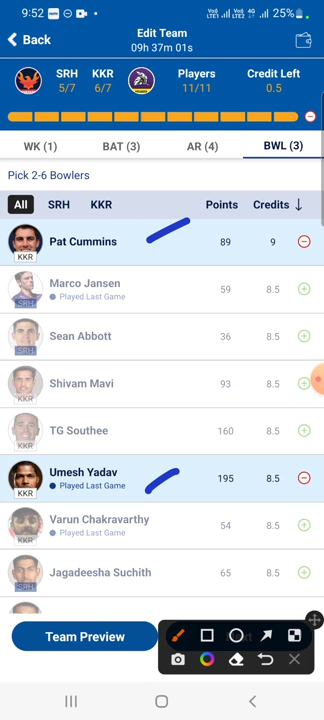 9:52 25%
Edit Team
Back
09h 37m 01s
SRH KKR Players Credit Left
5/7 6/7 11/11 0.5
WK (1) BAT (3) AR (4) BWL (3)
Pick 2-6 Bowlers
All SRH KKR Points Credits ↓
Pat Cummins 89 9
KKR
Marco Jansen 59 8.5
Played Last Game
SRH
Sean Abbott 36 8.5
SRH
Shivam Mavi 93 8.5
KKR
TG Southee 160 8.5
KKR
Umesh Yadav 195 8.5
Played Last Game
KKR
Varun Chakravarthy 54 8.5
Played Last Game
KKR
Jagadeesha Suchith 65 8.5
SRH
Team Preview